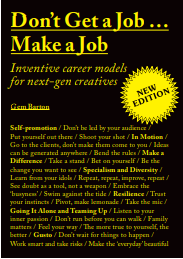 Don't Get a Job …
Make a Job
Inventive career models
for next-gen creatives
NEW
EDITION
Gem Barton
Self-promotion / Don't be led by your audience /
Put yourself out there / Shoot your shot / In Motion /
Go to the clients, don't make them come to you / Ideas
can be generated anywhere / Bend the rules / Make a
Difference / Take a stand / Bet on yourself / Be the
change you want to see / Specialism and Diversity /
Learn from your idols / Repeat, repeat, improve, repeat /
See doubt as a tool, not a weapon / Embrace the
'busyness' / Swim against the tide / Resilience / Trust
your instincts / Pivot, make lemonade / Take the mic /
Going It Alone and Teaming Up / Listen to your
inner passion / Don't run before you can walk / Family
matters / Feel your way / The more true to yourself, the
better / Gusto / Don't wait for things to happen /
Work smart and take risks / Make the 'everyday' beautiful